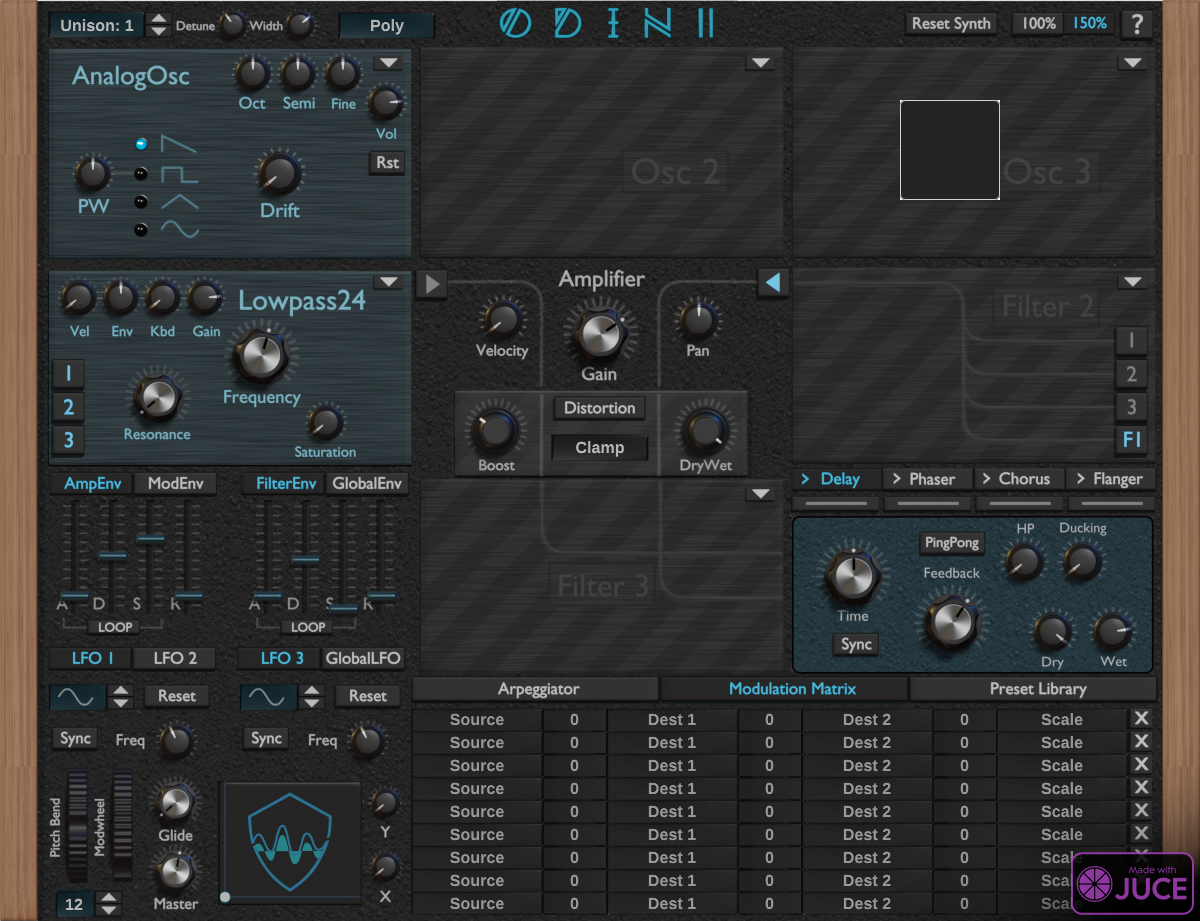 Unison: 1
Detune
Width
Poly
ODIN II
Reset Synth
100%
150%
?
AnalogOsc
Oct
Semi
Fine
Vol
Rst
PW
Drift
Osc 2
Osc 3
Vel
Env
Kbd
Gain
Lowpass24
1
2
3
Frequency
Resonance
Saturation
Amplifier
Velocity
Gain
Pan
Distortion
Clamp
Boost
DryWet
Filter 2
1
2
3
F1
AmpEnv
ModEnv
FilterEnv
GlobalEnv
A D S R
LOOP
A D S R
LOOP
Filter 3
> Delay
> Phaser
> Chorus
> Flanger
HP
Ducking
PingPong
Feedback
Time
Sync
Dry
Wet
LFO 1
LFO 2
LFO 3
GlobalLFO
Reset
Reset
Sync
Freq
Sync
Freq
Pitch Bend
Modwheel
Glide
Master
12
Y
X
Arpeggiator
Modulation Matrix
Preset Library
Source 0 Dest 1 0 Dest 2 0 Scale X
Source 0 Dest 1 0 Dest 2 0 Scale X
Source 0 Dest 1 0 Dest 2 0 Scale X
Source 0 Dest 1 0 Dest 2 0 Scale X
Source 0 Dest 1 0 Dest 2 0 Scale X
Source 0 Dest 1 0 Dest 2 0 Scale X
Source 0 Dest 1 0 Dest 2 0 Scale X
Source 0 Dest 1 0 Dest 2 0
Source 0 Dest 1 0 Dest 2 0
Made with
JUCE